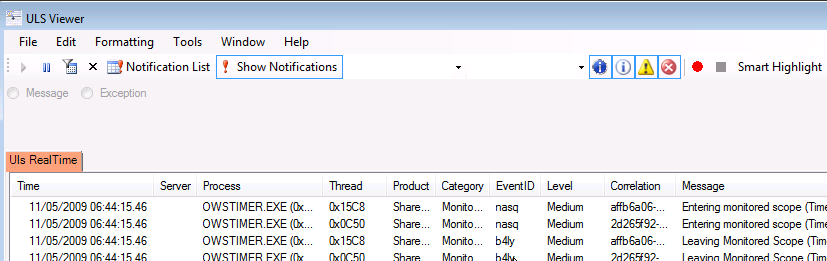 ULS Viewer
File Edit Formatting Tools Window Help
Notification List Show Notifications Smart Highlight
Message Exception
Uls RealTime
Time Server Process Thread Product Category EventID Level Correlation Message
11/05/2009 06:44:15.46 OWSTIMER.EXE (0x... 0x15C8 Share... Monito... nasq Medium affb6a06-... Entering monitored scope (Time
11/05/2009 06:44:15.46 OWSTIMER.EXE (0x... 0x0C50 Share... Monito... nasq Medium 2d265f92-... Entering monitored scope (Time
11/05/2009 06:44:15.46 OWSTIMER.EXE (0x... 0x15C8 Share... Monito... b4ly Medium affb6a06-... Leaving Monitored Scope (Time
11/05/2009 06:44:15.46 OWSTIMER.EXE (0x... 0x0C50 Share... Monito... b4ly Medium 2d265f92-... Leaving Monitored Scope (Time